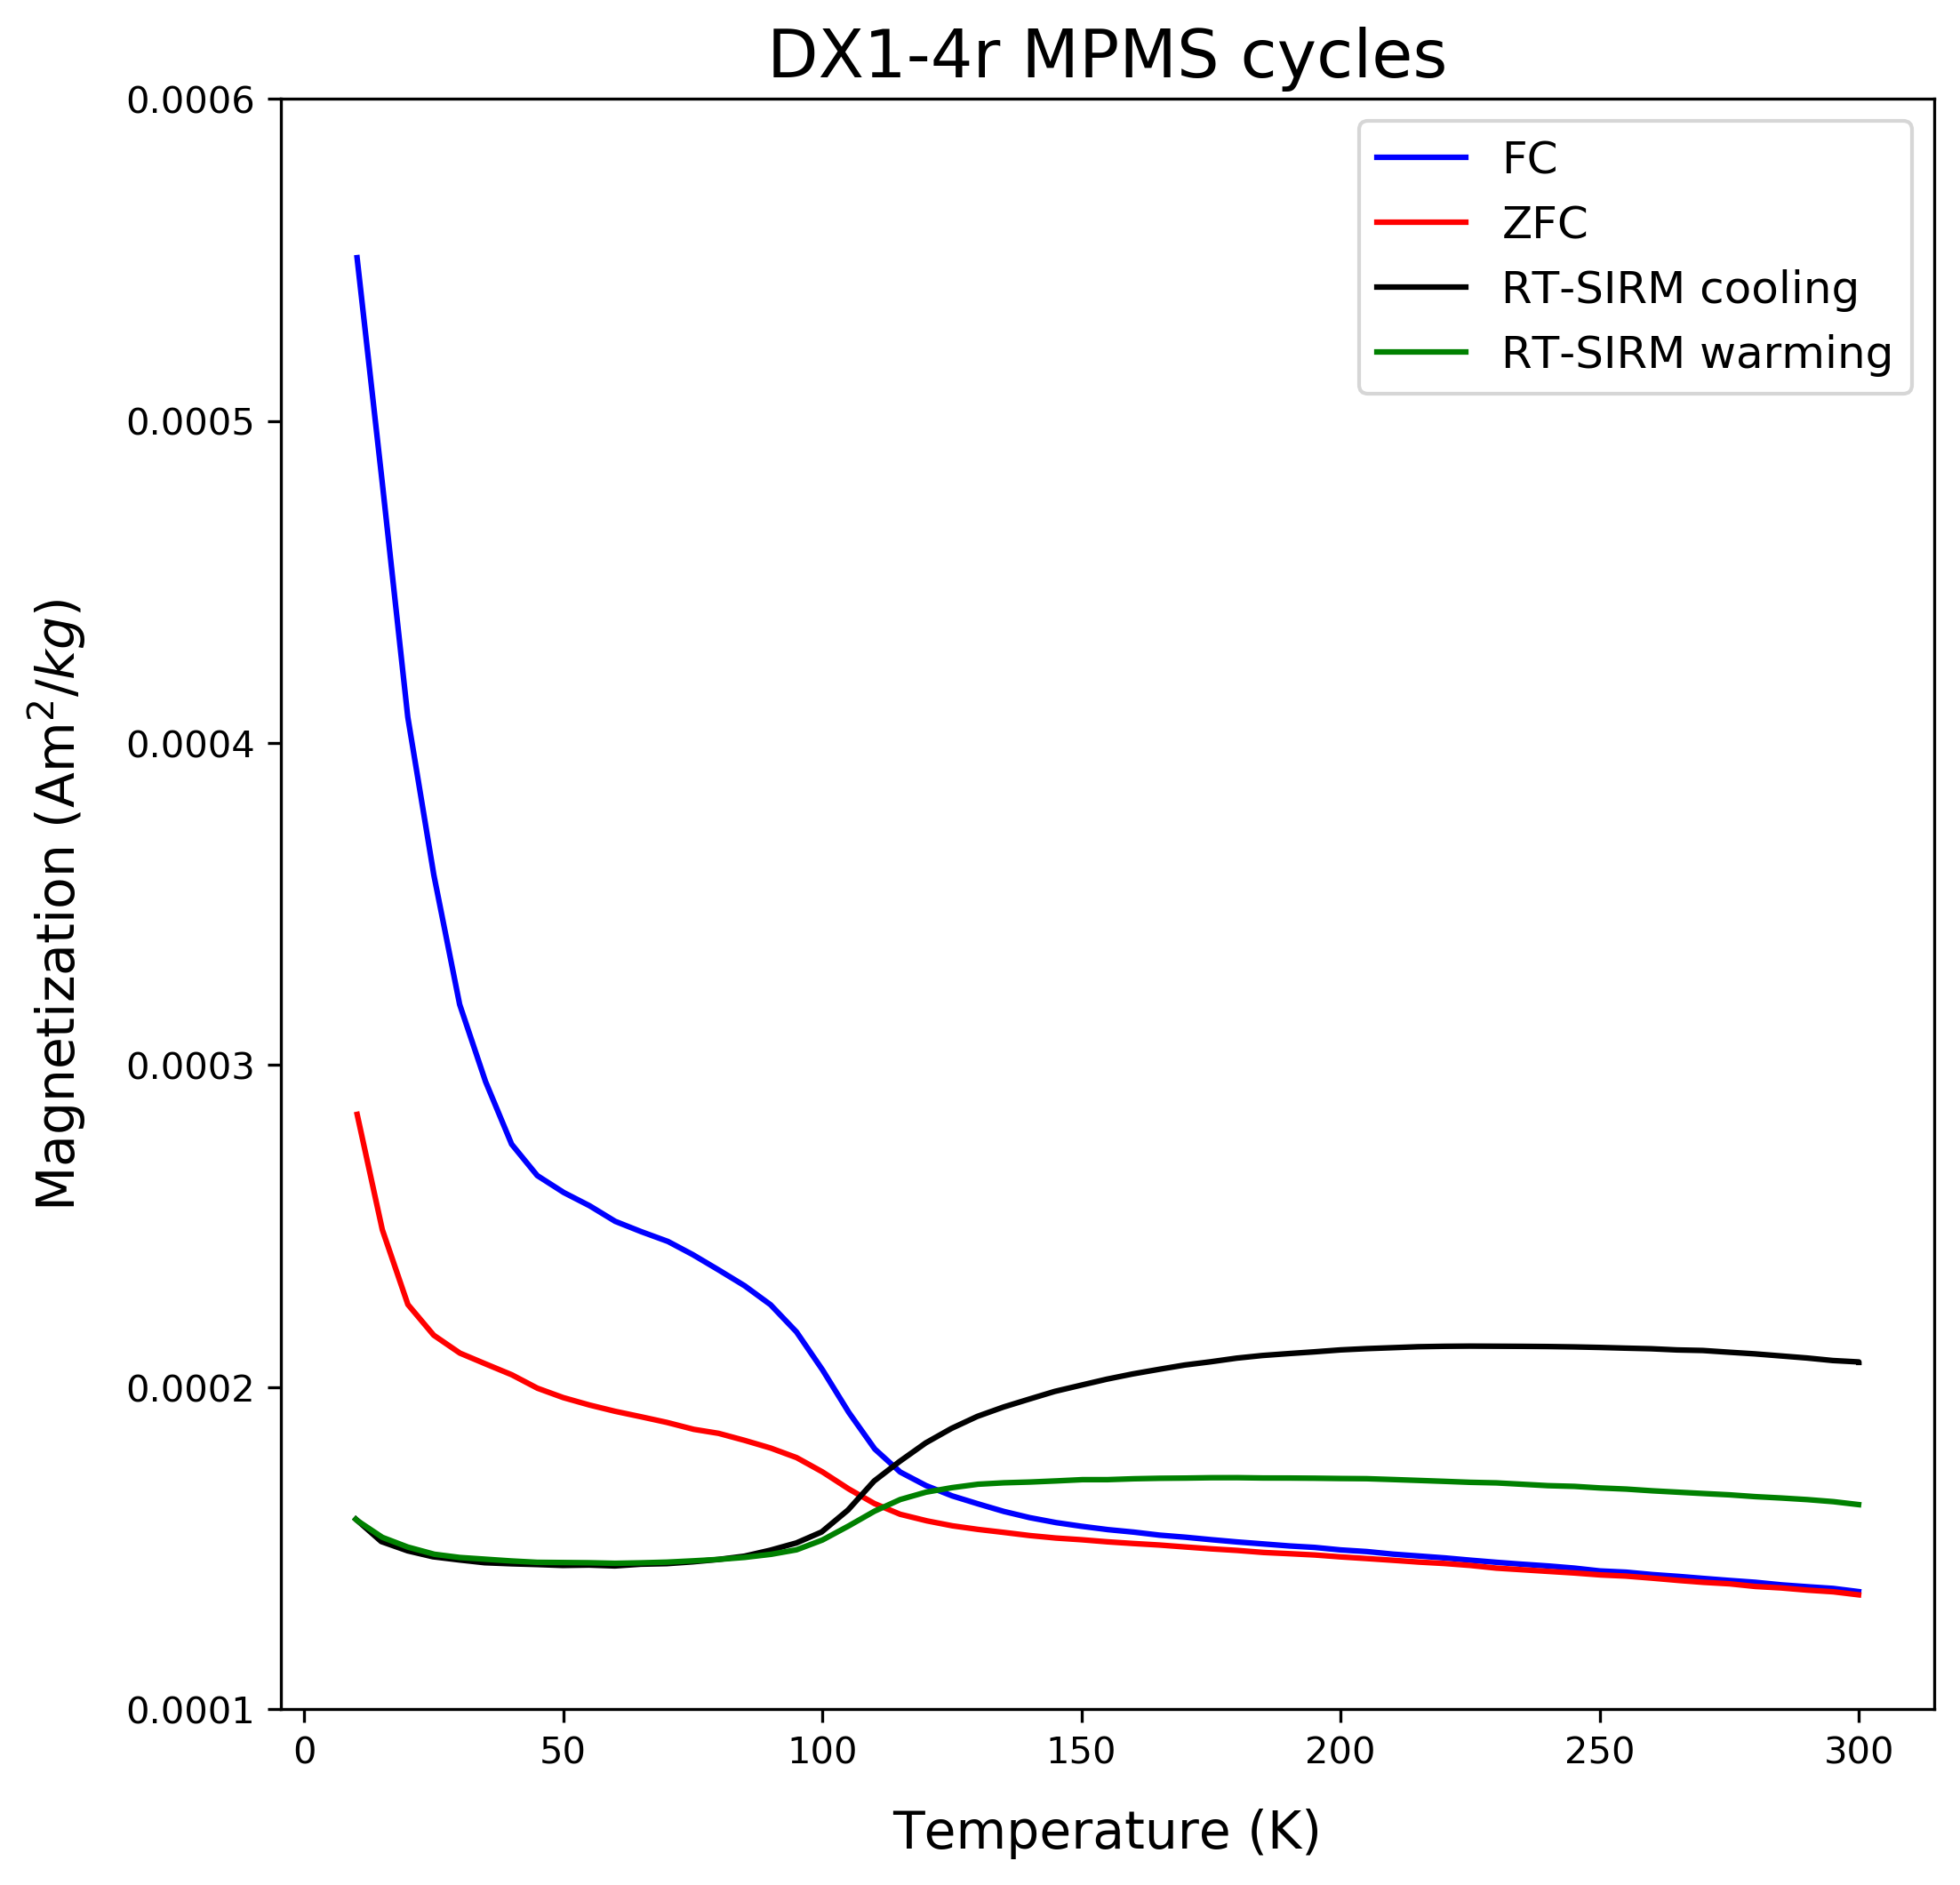 DX1-4r MPMS cycles
FC
ZFC
RT-SIRM cooling
RT-SIRM warming
Magnetization (Am²/kg)
0.0006
0.0005
0.0004
0.0003
0.0002
0.0001
0 50 100 150 200 250 300
Temperature (K)